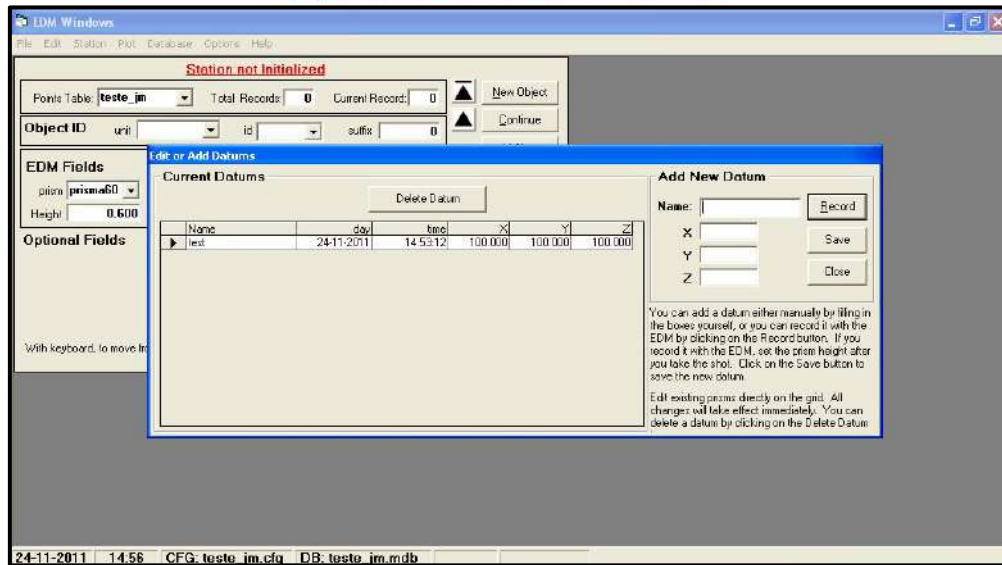 EDM Windows
File Edit Station Plot Database Options Help
Station not Initialized
Points Table: teste_jm Total Records: 0 Current Record: 0
New Object
Object ID unit id suffix 0
Continue
EDM Fields
prism prisma60
Height 0.600
Optional Fields
With keyboard, to move
Edit or Add Datums
Current Datums
Delete Datum
Name day time X Y Z
test 24-11-2011 14:53:12 100.000 100.000 100.000
Add New Datum
Name: Record
X
Save
Y
Close
Z
You can add a datum either manually by filling in
the boxes yourself, or you can record it with the
EDM by clicking on the Record button. If you
record it with the EDM, set the prism height after
you take the shot. Click on the Save button to
save the new datum.
Edit existing prisms directly on the grid. All
changes will take effect immediately. You can
delete a datum by clicking on the Delete Datum
24-11-2011 14:56 CFG: teste_jm.cfg DB: teste_jm.mdb